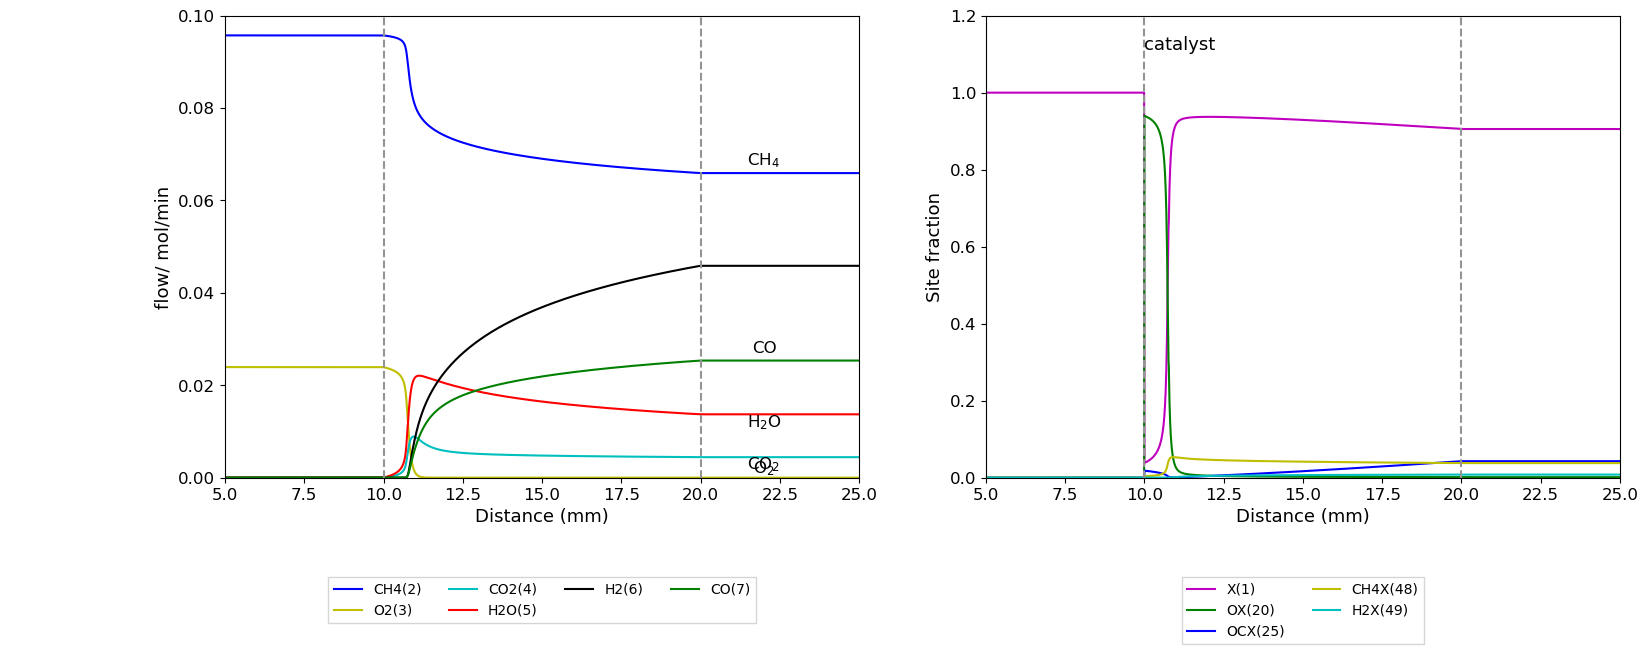 0.10
0.08
0.06
0.04
0.02
0.00
flow/ mol/min
CH₄
CO
H₂O
CO₂
O₂
5.0 7.5 10.0 12.5 15.0 17.5 20.0 22.5 25.0
Distance (mm)
CH4(2) CO2(4) H2(6) CO(7)
O2(3) H2O(5)
1.2
1.0
0.8
0.6
0.4
0.2
0.0
Site fraction
catalyst
5.0 7.5 10.0 12.5 15.0 17.5 20.0 22.5 25.0
Distance (mm)
X(1) CH4X(48)
OX(20) H2X(49)
OCX(25)